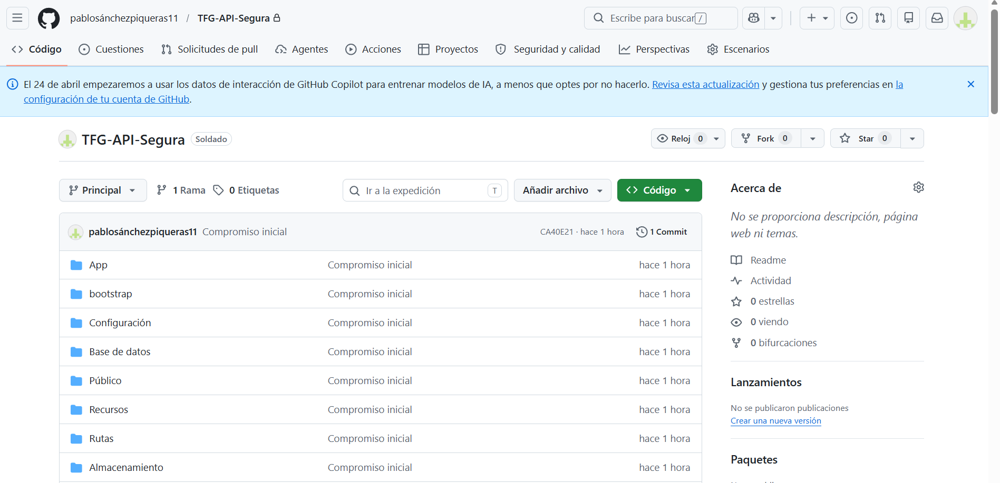 pablosánchezpiqueras11 / TFG-API-Segura
Escribe para buscar /
Código
Cuestiones
Solicitudes de pull
Agentes
Acciones
Proyectos
Seguridad y calidad
Perspectivas
Escenarios
El 24 de abril empezaremos a usar los datos de interacción de GitHub Copilot para entrenar modelos de IA, a menos que optes por no hacerlo. Revisa esta actualización y gestiona tus preferencias en la
configuración de tu cuenta de GitHub.
TFG-API-Segura Soldado
Reloj 0
Fork 0
Star 0
Principal
1 Rama
0 Etiquetas
Ir a la expedición T
Añadir archivo
Código
pablosánchezpiqueras11 Compromiso inicial CA40E21 · hace 1 hora 1 Commit
App Compromiso inicial hace 1 hora
bootstrap Compromiso inicial hace 1 hora
Configuración Compromiso inicial hace 1 hora
Base de datos Compromiso inicial hace 1 hora
Público Compromiso inicial hace 1 hora
Recursos Compromiso inicial hace 1 hora
Rutas Compromiso inicial hace 1 hora
Almacenamiento Compromiso inicial hace 1 hora
Acerca de
No se proporciona descripción, página
web ni temas.
Readme
Actividad
0 estrellas
0 viendo
0 bifurcaciones
Lanzamientos
No se publicaron publicaciones
Crear una nueva versión
Paquetes